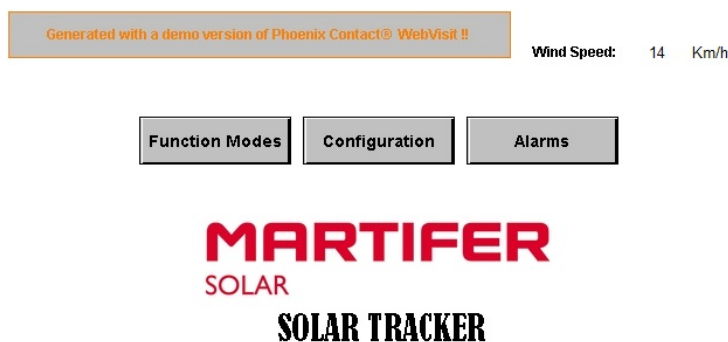 Generated with a demo version of Phoenix Contact® WebVisit !!
Wind Speed: 14 Km/h
Function Modes Configuration Alarms
MARTIFER
SOLAR
SOLAR TRACKER